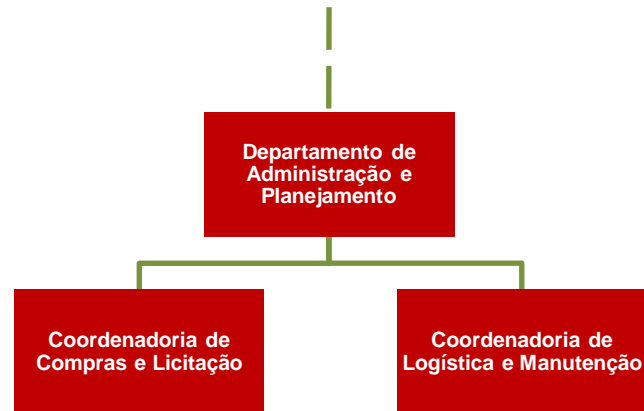 Departamento de
Administração e
Planejamento
Coordenadoria de
Compras e Licitação
Coordenadoria de
Logística e Manutenção